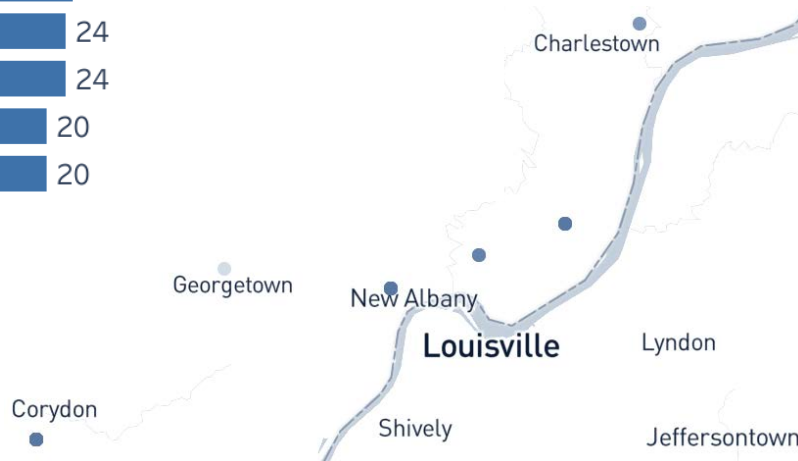 24
24
20
20
Charlestown
Georgetown
New Albany
Louisville
Lyndon
Corydon
Shively
Jeffersontown